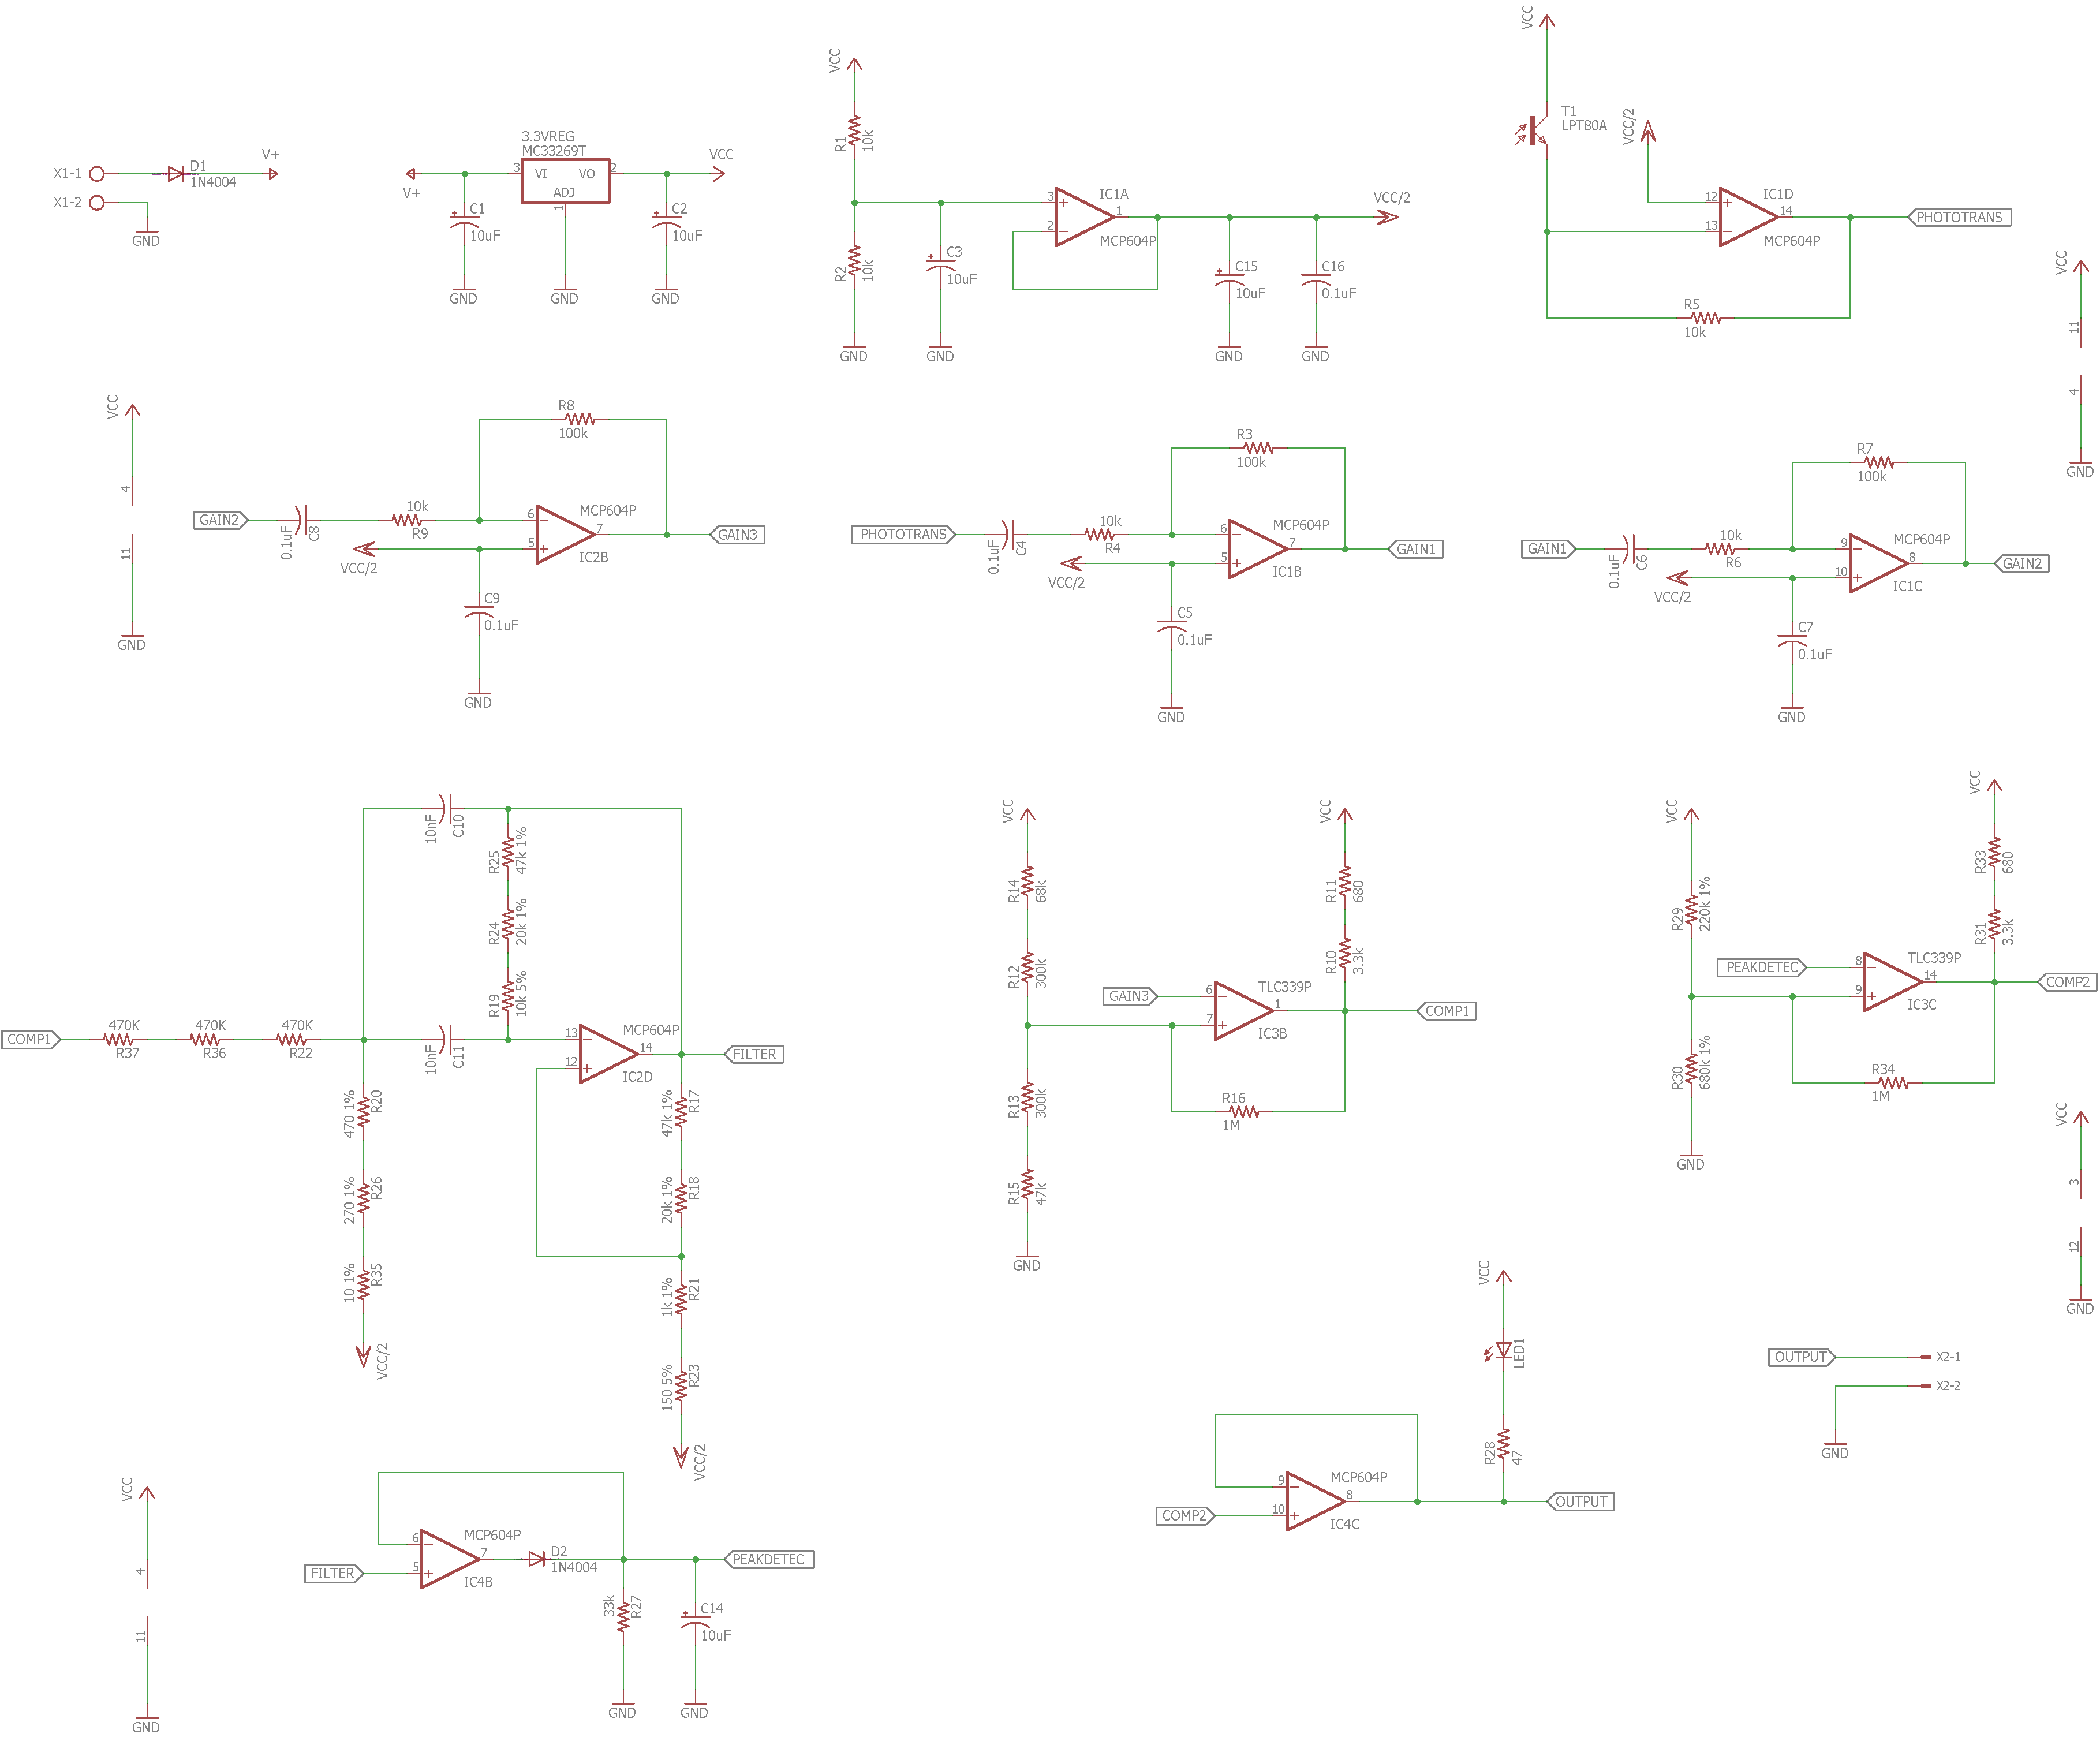 X1-1
X1-2
D1
1N4004
V+
GND
V+
3.3VREG
MC33269T
3
VI
VO
2
ADJ
1
VCC
C1
10uF
C2
10uF
GND
GND
GND
VCC
R1
10k
R2
10k
C3
10uF
3
2
1
IC1A
MCP604P
VCC/2
C15
10uF
C16
0.1uF
GND
GND
GND
GND
VCC
T1
LPT80A
VCC/2
12
13
14
IC1D
MCP604P
PHOTOTRANS
R5
10k
VCC
11
4
GND
VCC
4
11
GND
GAIN2
0.1uF
C8
10k
R9
R8
100k
VCC/2
6
5
7
MCP604P
IC2B
GAIN3
C9
0.1uF
GND
PHOTOTRANS
0.1uF
C4
10k
R4
R3
100k
VCC/2
6
5
7
MCP604P
IC1B
GAIN1
C5
0.1uF
GND
GAIN1
0.1uF
C6
10k
R6
R7
100k
VCC/2
9
10
8
MCP604P
IC1C
GAIN2
C7
0.1uF
GND
COMP1
470K
R37
470K
R36
470K
R22
10nF
C10
R25
47k 1%
R24
20k 1%
R19
10k 5%
10nF
C11
13
12
14
MCP604P
IC2D
FILTER
470 1%
R20
270 1%
R26
10 1%
R35
VCC/2
47k 1%
R17
20k 1%
R18
1k 1%
R21
150 5%
R23
VCC/2
VCC
R14
68k
R12
300k
R13
300k
R15
47k
GND
VCC
R11
680
R10
3.3k
GAIN3
6
7
1
TLC339P
IC3B
COMP1
R16
1M
VCC
R29
220k 1%
R30
680k 1%
GND
VCC
R33
680
R31
3.3k
PEAKDETEC
8
9
14
TLC339P
IC3C
COMP2
R34
1M
VCC
3
12
GND
VCC
LED1
R28
47
COMP2
9
10
8
MCP604P
IC4C
OUTPUT
OUTPUT
X2-1
X2-2
GND
VCC
4
11
GND
FILTER
6
5
7
MCP604P
IC4B
D2
1N4004
PEAKDETEC
33k
R27
C14
10uF
GND
GND